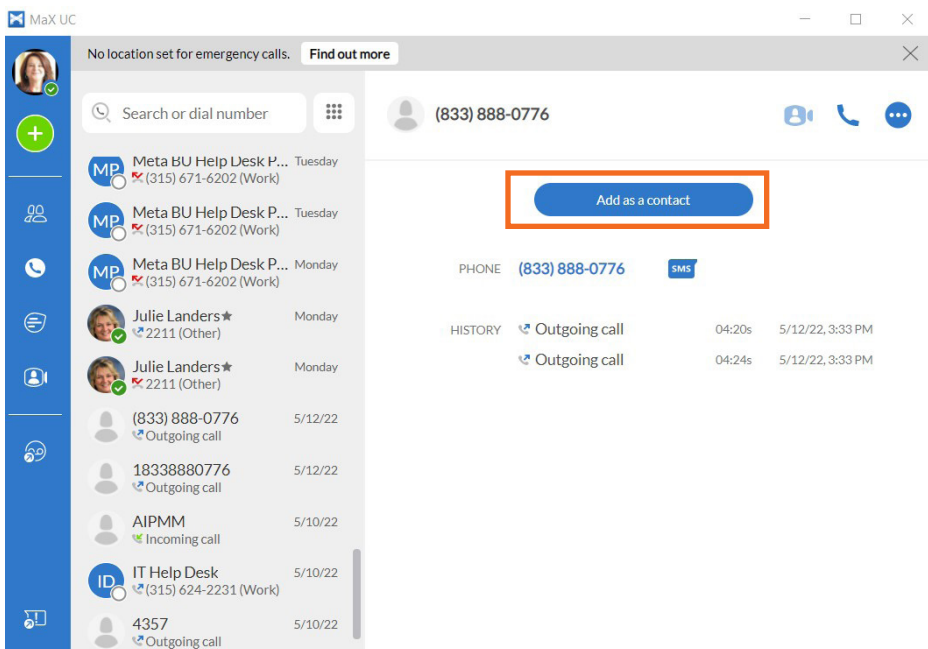 MaX UC
No location set for emergency calls. Find out more
Search or dial number
MP Meta BU Help Desk P... Tuesday
(315) 671-6202 (Work)
MP Meta BU Help Desk P... Tuesday
(315) 671-6202 (Work)
MP Meta BU Help Desk P... Monday
(315) 671-6202 (Work)
Julie Landers★ Monday
2211 (Other)
Julie Landers★ Monday
2211 (Other)
(833) 888-0776 5/12/22
Outgoing call
18338880776 5/12/22
Outgoing call
AIPMM 5/10/22
Incoming call
ID IT Help Desk 5/10/22
(315) 624-2231 (Work)
4357 5/10/22
Outgoing call
(833) 888-0776
Add as a contact
PHONE (833) 888-0776 SMS
HISTORY Outgoing call 04:20s 5/12/22, 3:33 PM
Outgoing call 04:24s 5/12/22, 3:33 PM